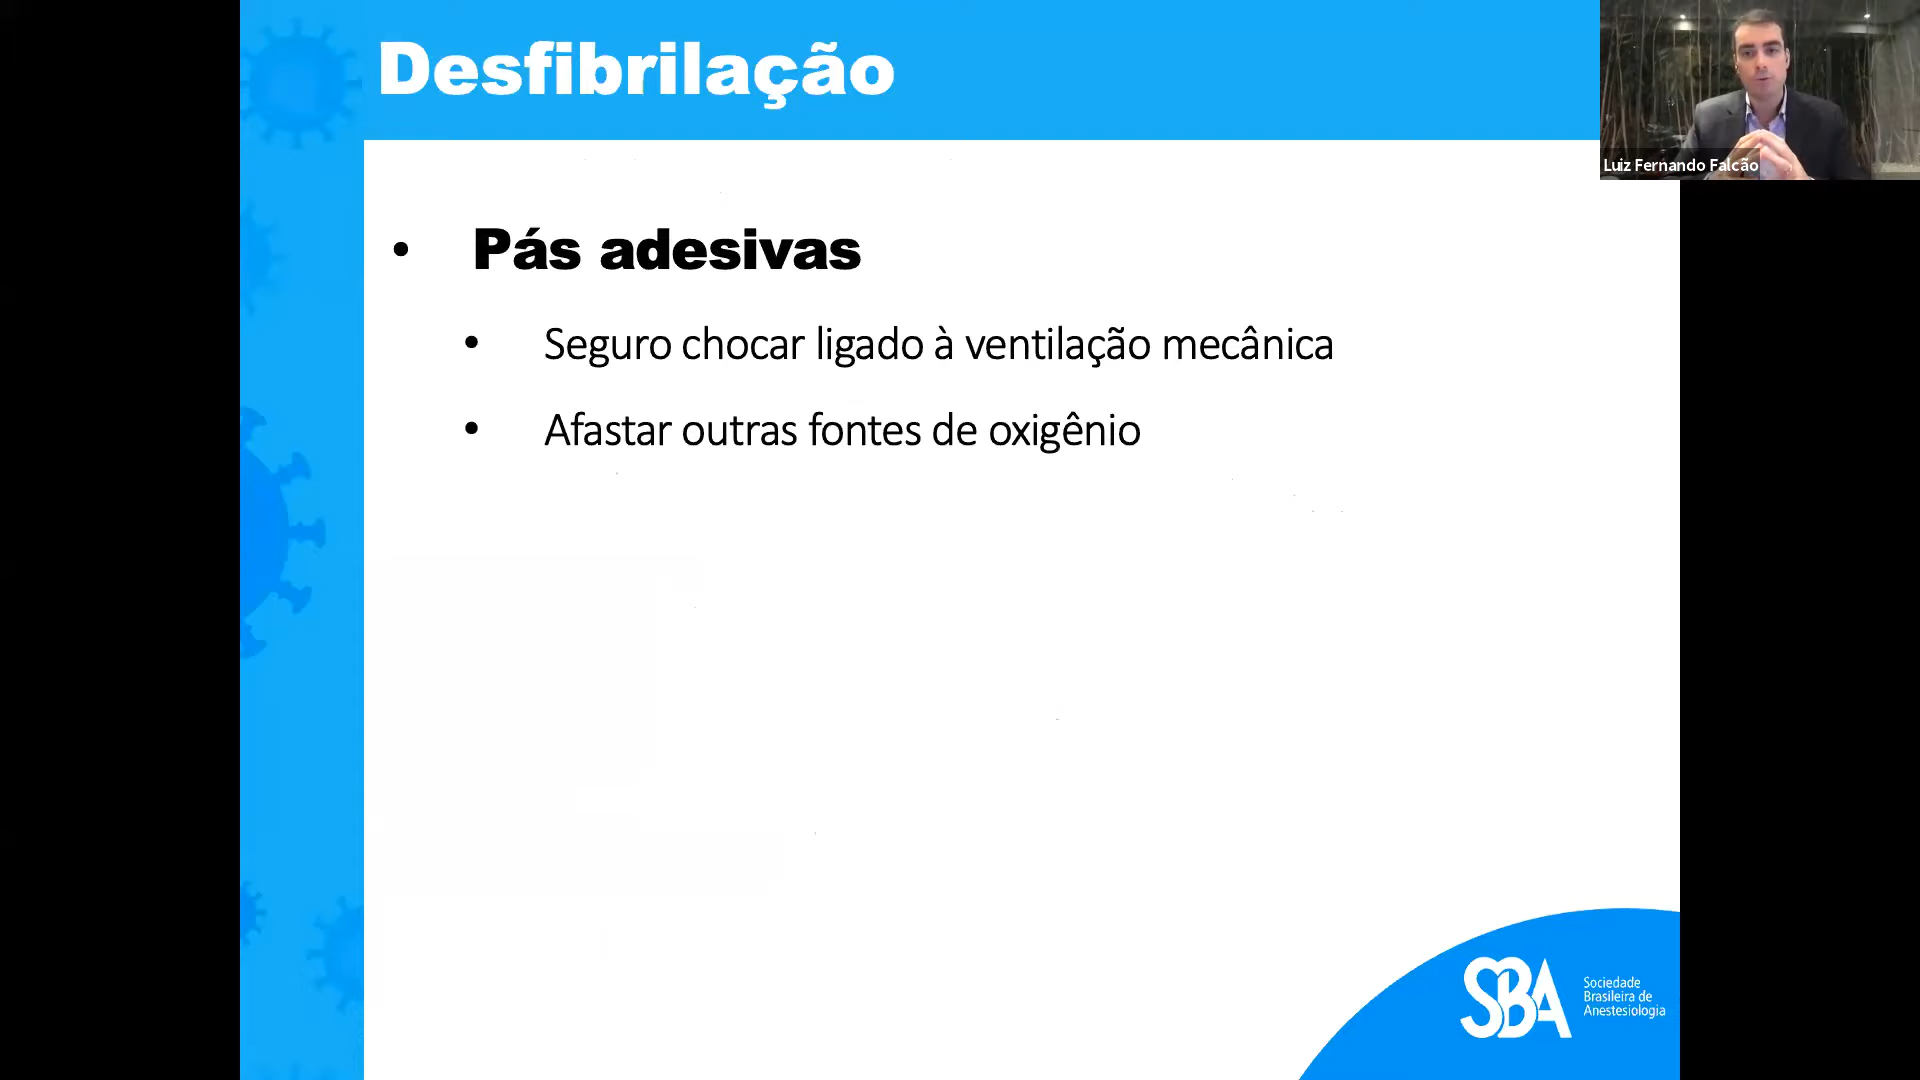 Desfibrilação
Luiz Fernando Falcão
• Pás adesivas
• Seguro chocar ligado à ventilação mecânica
• Afastar outras fontes de oxigênio
SBA
Sociedade
Brasileira de
Anestesiologia